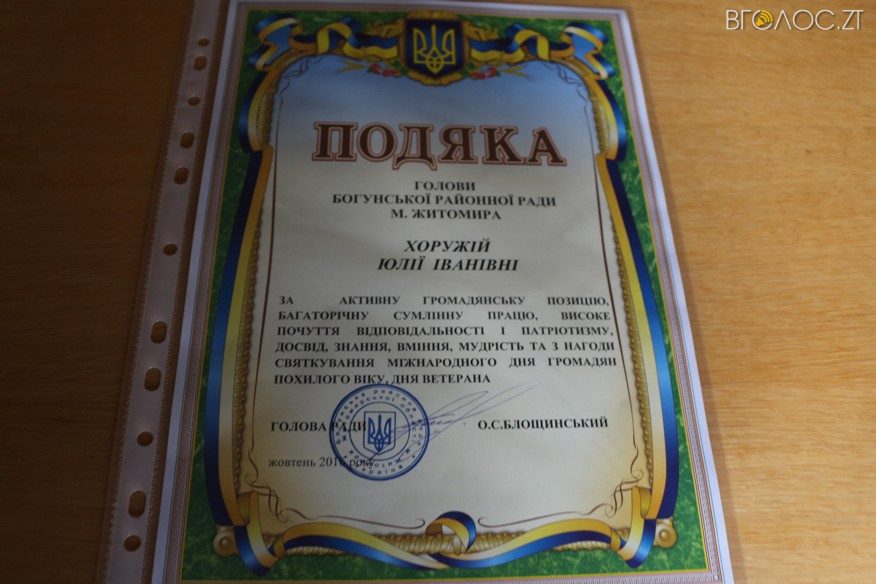 ВГОЛОС.ZT
ПОДЯКА
ГОЛОВИ
БОГУНСЬКОЇ РАЙОННОЇ РАДИ
М. ЖИТОМИРА
ХОРУЖІЙ
ЮЛІЇ ІВАНІВНІ
ЗА АКТИВНУ ГРОМАДЯНСЬКУ ПОЗИЦІЮ,
БАГАТОРІЧНУ СУМЛІННУ ПРАЦЮ, ВИСОКЕ
ПОЧУТТЯ ВІДПОВІДАЛЬНОСТІ І ПАТРІОТИЗМУ,
ДОСВІД, ЗНАННЯ, ВМІННЯ, МУДРІСТЬ ТА З НАГОДИ
СВЯТКУВАННЯ МІЖНАРОДНОГО ДНЯ ГРОМАДЯН
ПОХИЛОГО ВІКУ, ДНЯ ВЕТЕРАНА
ГОЛОВА РАДИ О.С.БЛОЩИНСЬКИЙ
жовтень 2016 року